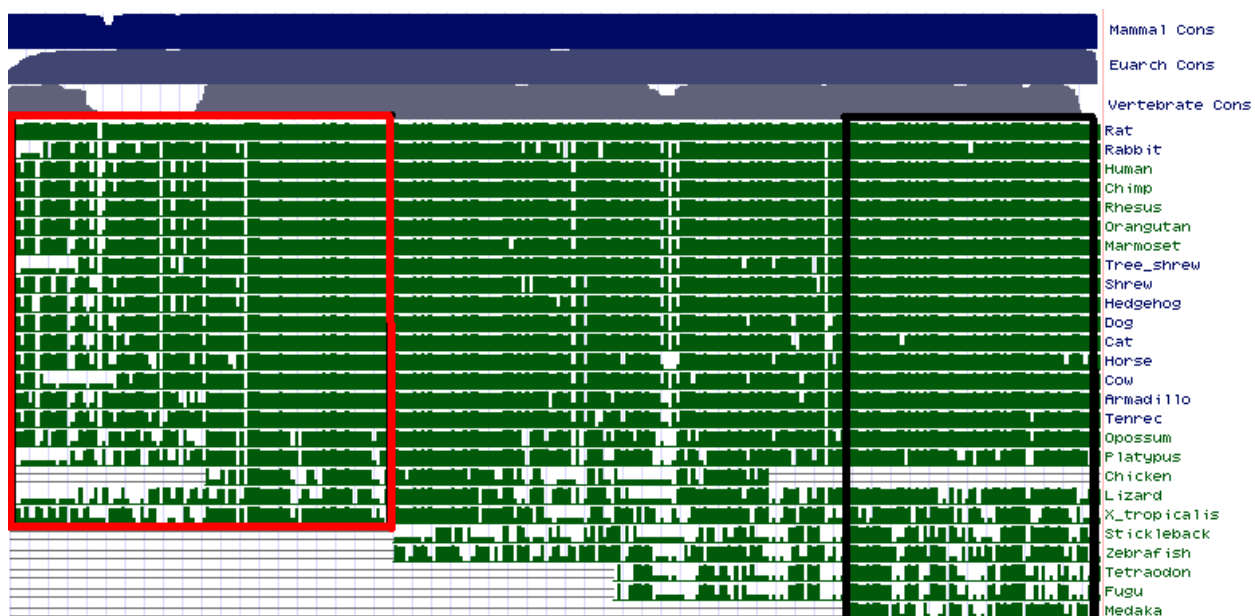 Mammal Cons
Euarch Cons
Vertebrate Cons
Rat
Rabbit
Human
Chimp
Rhesus
Orangutan
Marmoset
Tree_shrew
Shrew
Hedgehog
Dog
Cat
Horse
Cow
Armadillo
Tenrec
Opossum
Platypus
Chicken
Lizard
X_tropicalis
Stickleback
Zebrafish
Tetraodon
Fugu
Medaka